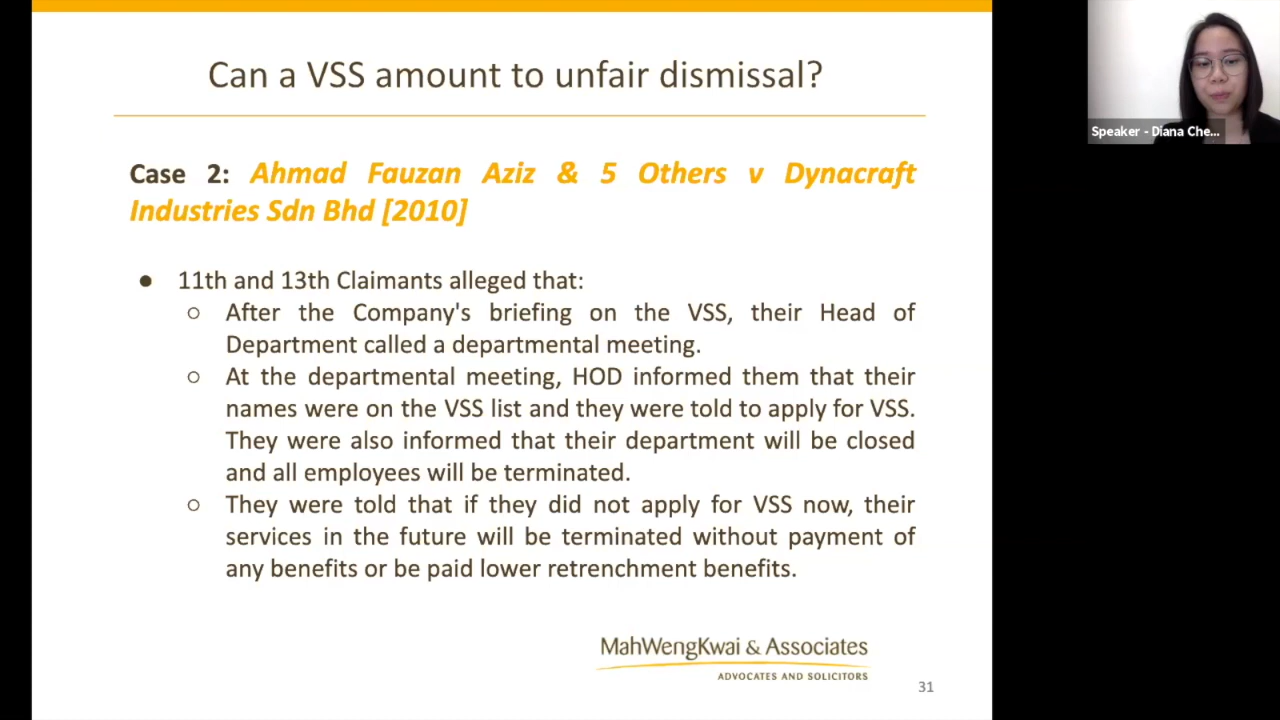 Can a VSS amount to unfair dismissal?
Speaker - Diana Che...
Case 2: Ahmad Fauzan Aziz & 5 Others v Dynacraft
Industries Sdn Bhd [2010]
● 11th and 13th Claimants alleged that:
○ After the Company's briefing on the VSS, their Head of
Department called a departmental meeting.
○ At the departmental meeting, HOD informed them that their
names were on the VSS list and they were told to apply for VSS.
They were also informed that their department will be closed
and all employees will be terminated.
○ They were told that if they did not apply for VSS now, their
services in the future will be terminated without payment of
any benefits or be paid lower retrenchment benefits.
MahWengKwai & Associates
ADVOCATES AND SOLICITORS
31